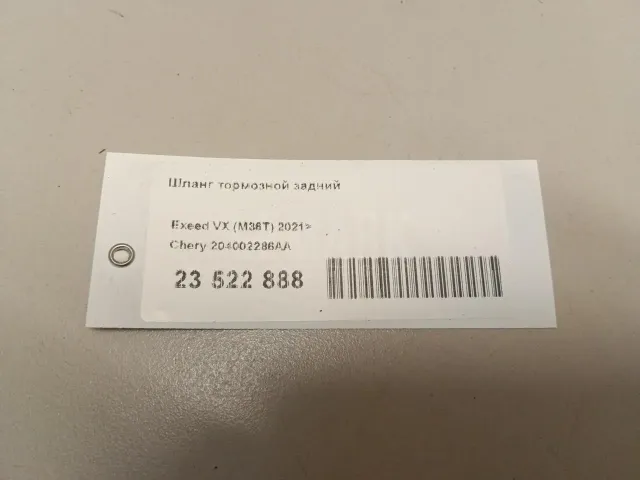 Шланг тормозной задний
Exeed VX (M36T) 2021>
Chery 204002286AA
23 522 888